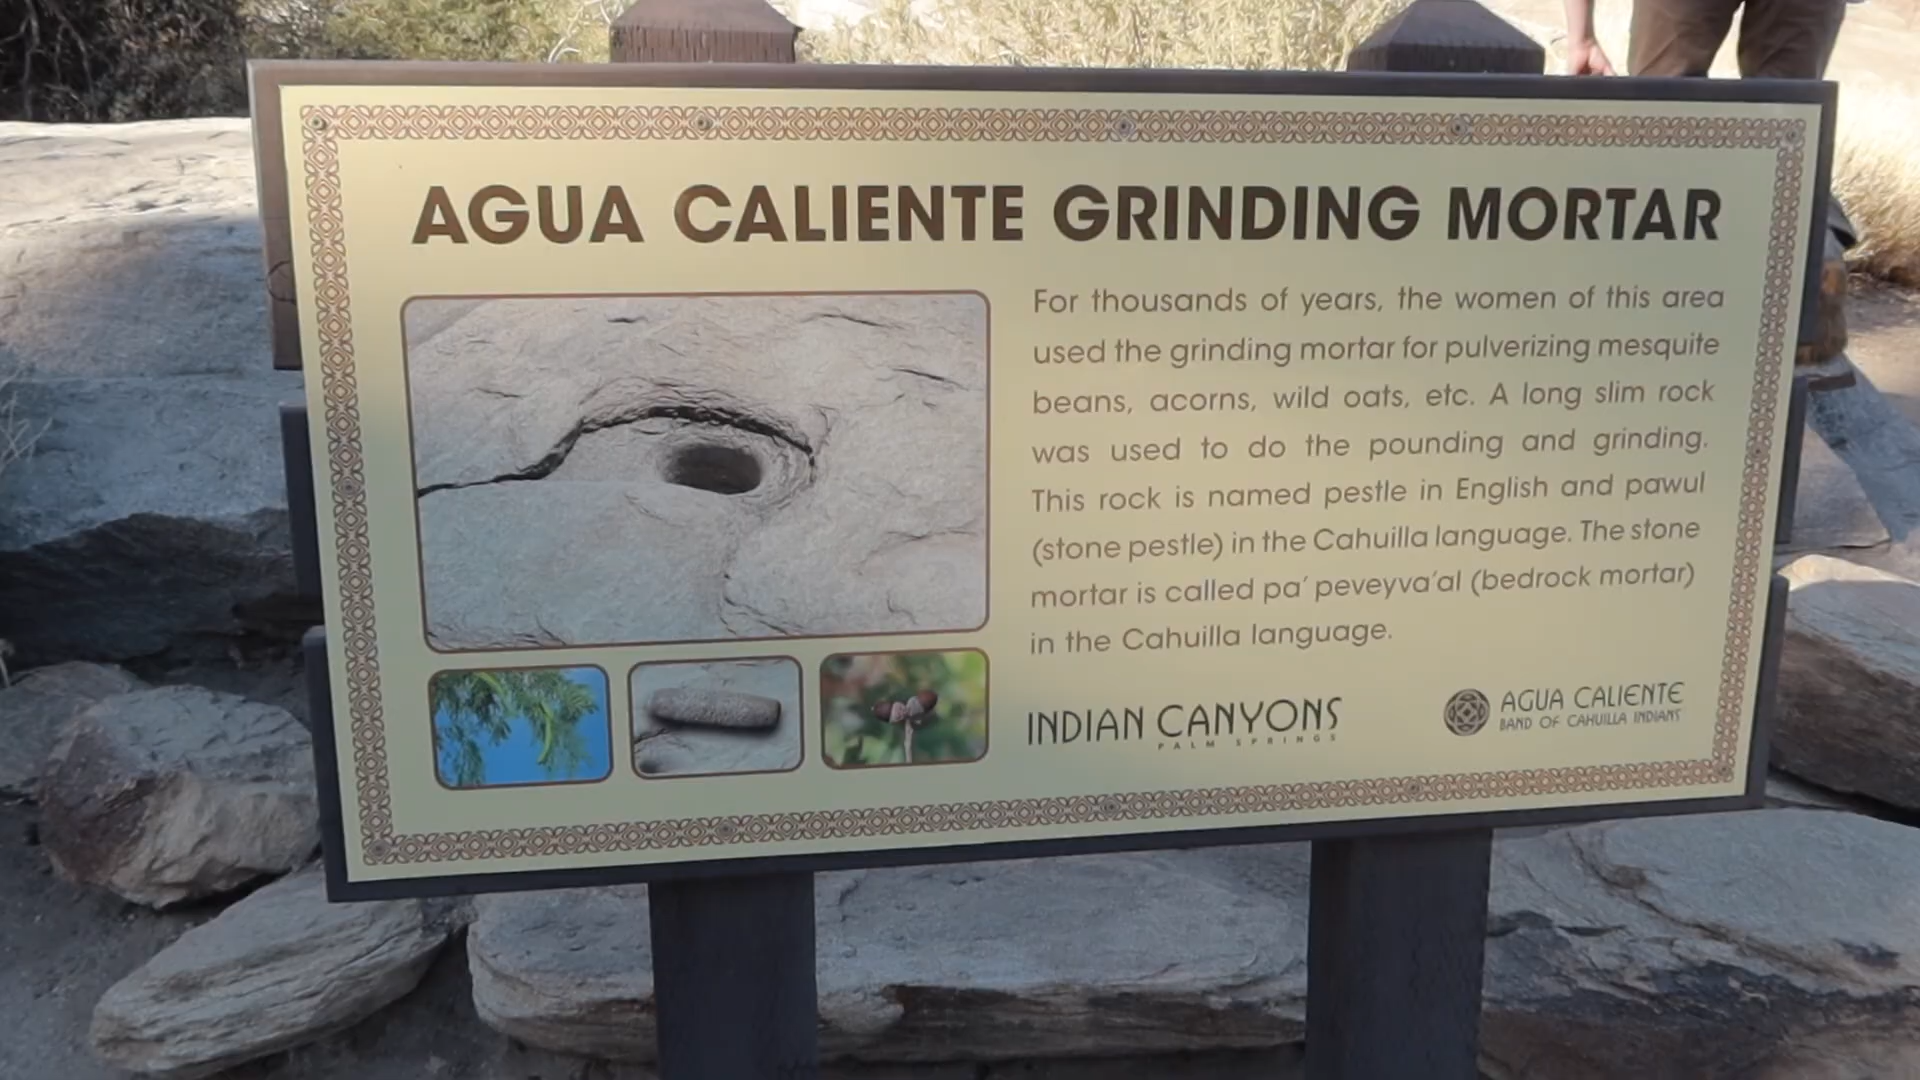 AGUA CALIENTE GRINDING MORTAR
For thousands of years, the women of this area
used the grinding mortar for pulverizing mesquite
beans, acorns, wild oats, etc. A long slim rock
was used to do the pounding and grinding.
This rock is named pestle in English and pawul
(stone pestle) in the Cahuilla language. The stone
mortar is called pa' peveyva'al (bedrock mortar)
in the Cahuilla language.
INDIAN CANYONS
PALM SPRINGS
AGUA CALIENTE
BAND OF CAHUILLA INDIANS